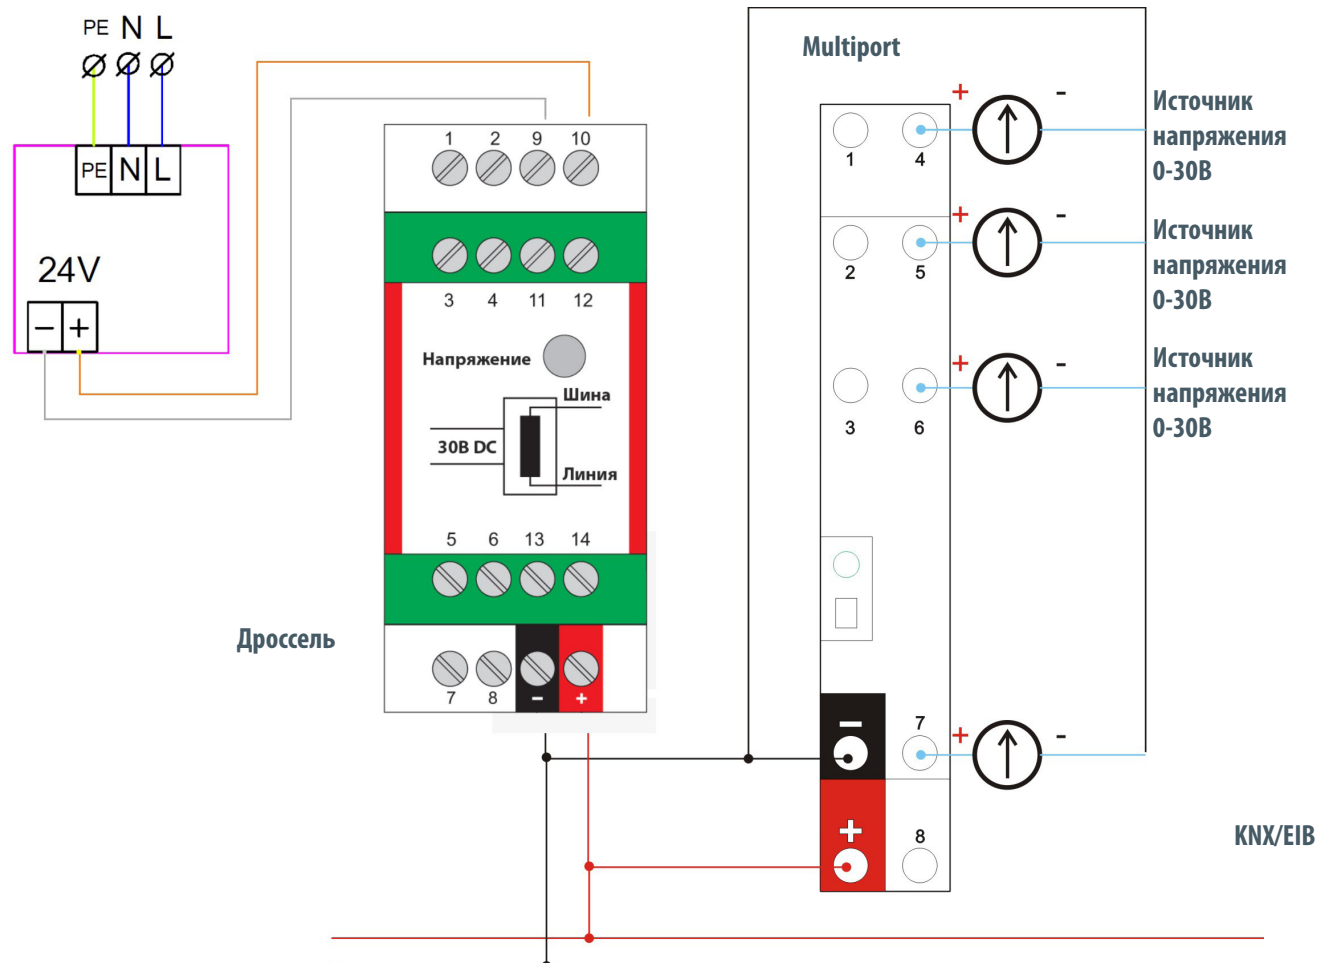 PE N L
PE N L
24V
− +
1 2 9 10
3 4 11 12
Напряжение
Шина
30В DC
Линия
5 6 13 14
7 8 − +
Дроссель
Multiport
1 4
2 5
3 6
− 7
+ 8
+ -
Источник
напряжения
0-30В
+ -
Источник
напряжения
0-30В
+ -
Источник
напряжения
0-30В
+ -
KNX/EIB